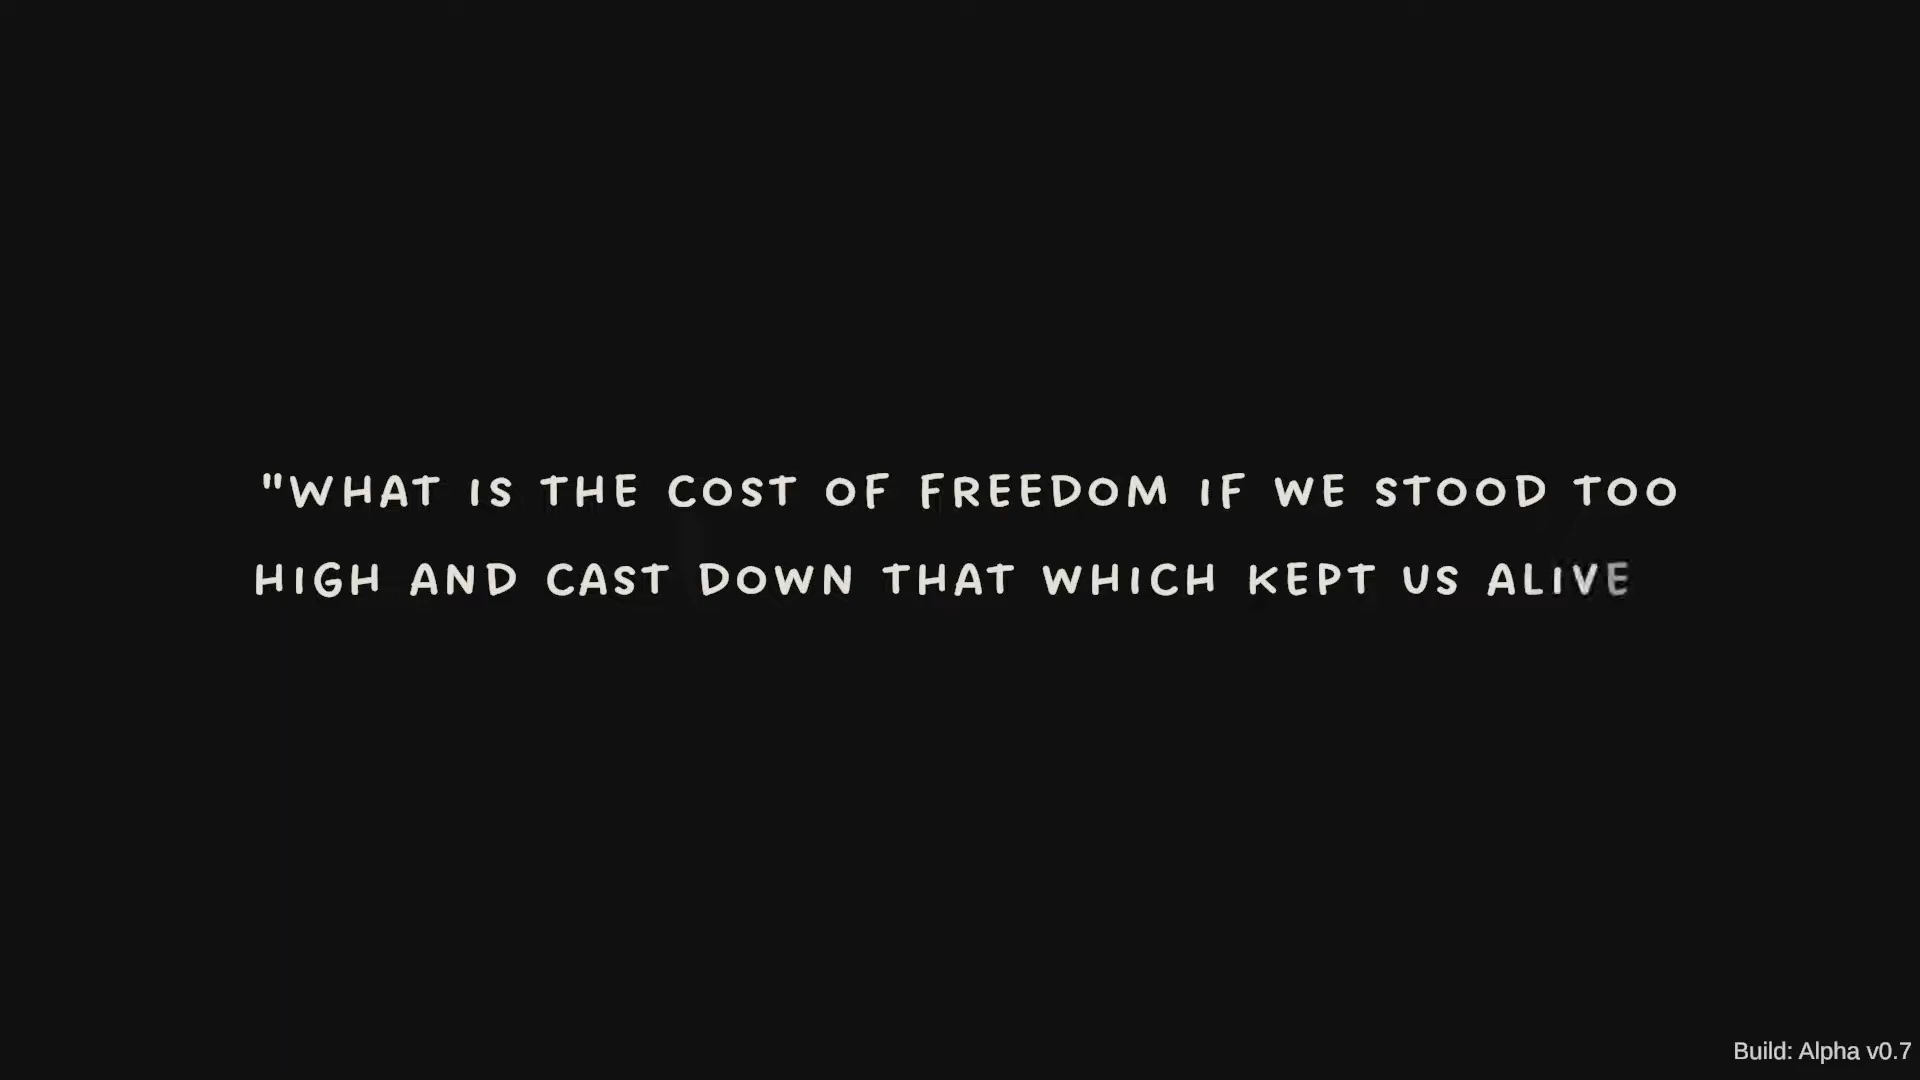 "WHAT IS THE COST OF FREEDOM IF WE STOOD TOO
HIGH AND CAST DOWN THAT WHICH KEPT US ALIVE
Build: Alpha v0.7